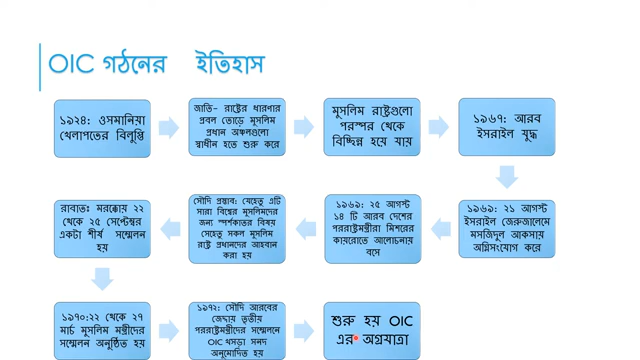 OIC গঠনের ইতিহাস
১৯২৪: ওসমানিয়া
খেলাপতের বিলুপ্তি
জাতি- রাষ্ট্রের ধারণার
প্রবল তোড়ে মুসলিম
প্রধান অঞ্চলগুলো
স্বাধীন হতে শুরু করে
মুসলিম রাষ্ট্রগুলো
পরস্পর থেকে
বিচ্ছিন্ন হয়ে যায়
১৯৬৭: আরব
ইসরাইল যুদ্ধ
১৯৬৯: ২১ আগস্ট
ইসরাইল জেরুজালেমে
মসজিদুল আকসায়
অগ্নিসংযোগ করে
১৯৬৯: ২৫ আগস্ট
১৪ টি আরব দেশের
পররাষ্ট্রমন্ত্রীরা মিশরের
কায়রোতে আলোচনায়
বসে
সৌদি প্রস্তাব: যেহেতু এটি
সারা বিশ্বের মুসলিমদের
জন্য স্পর্শকাতর বিষয়
সেহেতু সকল মুসলিম
রাষ্ট্র প্রধানদের আহবান
করা হয়
রাবাত: মরক্কোয় ২২
থেকে ২৫ সেপ্টেম্বর
একটা শীর্ষ সম্মেলন
হয়
১৯৭০:২২ থেকে ২৭
মার্চ মুসলিম মন্ত্রীদের
সম্মেলন অনুষ্ঠিত হয়
১৯৭২: সৌদি আরবের
জেদ্দায় তৃতীয়
পররাষ্ট্রমন্ত্রীদের সম্মেলনে
OIC খসড়া সনদ
অনুমোদিত হয়
শুরু হয় OIC
এর অগ্রযাত্রা